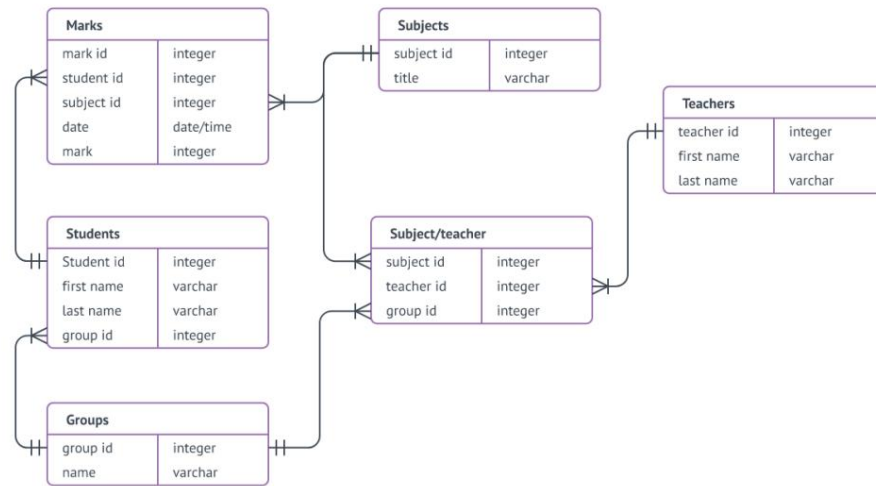 Marks
mark id integer
student id integer
subject id integer
date date/time
mark integer
Subjects
subject id integer
title varchar
Teachers
teacher id integer
first name varchar
last name varchar
Students
Student id integer
first name varchar
last name varchar
group id integer
Subject/teacher
subject id integer
teacher id integer
group id integer
Groups
group id integer
name varchar